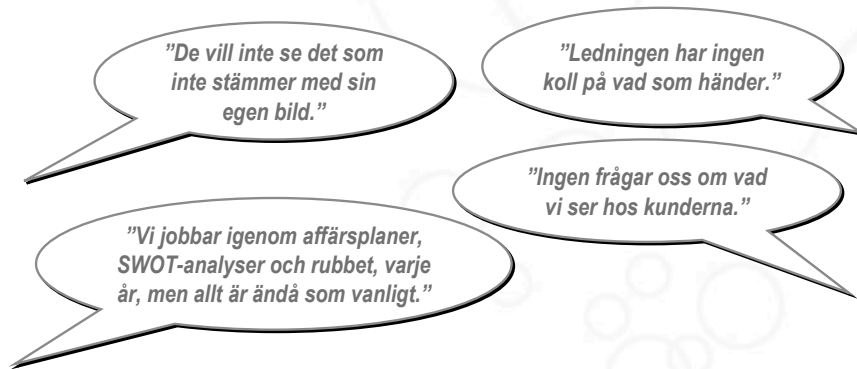 ”De vill inte se det som
inte stämmer med sin
egen bild.”
”Ledningen har ingen
koll på vad som händer.”
”Ingen frågar oss om vad
vi ser hos kunderna.”
”Vi jobbar igenom affärsplaner,
SWOT-analyser och rubbet, varje
år, men allt är ändå som vanligt.”